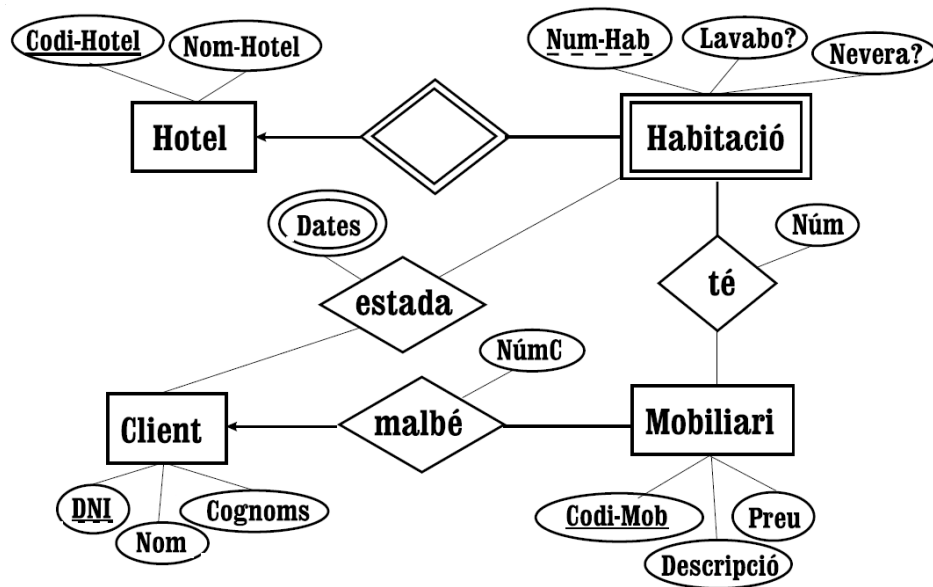 Codi-Hotel
Nom-Hotel
Num-Hab
Lavabo?
Nevera?
Hotel
Habitació
Dates
Núm
estada
té
NúmC
Client
malbé
Mobiliari
DNI
Nom
Cognoms
Codi-Mob
Preu
Descripció